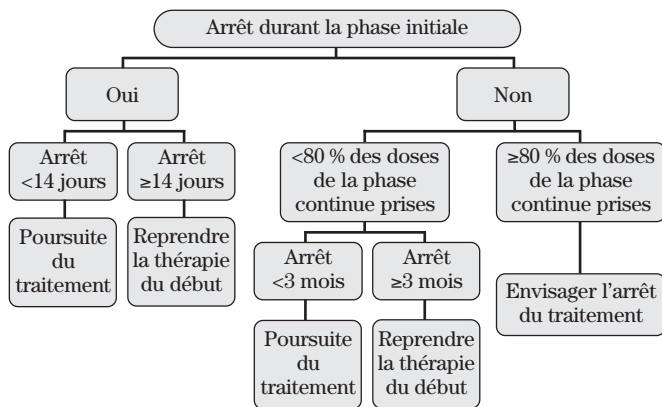 Arrêt durant la phase initiale
Oui
Non
Arrêt
<14 jours
Arrêt
≥14 jours
<80 % des doses
de la phase
continue prises
≥80 % des doses
de la phase
continue prises
Poursuite
du
traitement
Reprendre
la thérapie
du début
Arrêt
<3 mois
Arrêt
≥3 mois
Envisager l’arrêt
du traitement
Poursuite
du
traitement
Reprendre
la thérapie
du début